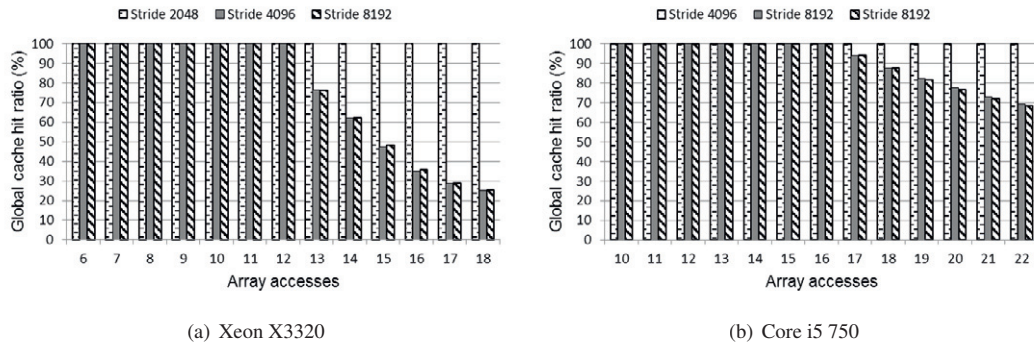 Stride 2048 Stride 4096 Stride 8192
100
90
80
70
60
50
40
30
20
10
0
Global cache hit ratio (%)
6 7 8 9 10 11 12 13 14 15 16 17 18
Array accesses
(a) Xeon X3320
Stride 4096 Stride 8192 Stride 8192
100
90
80
70
60
50
40
30
20
10
0
Global cache hit ratio (%)
10 11 12 13 14 15 16 17 18 19 20 21 22
Array accesses
(b) Core i5 750